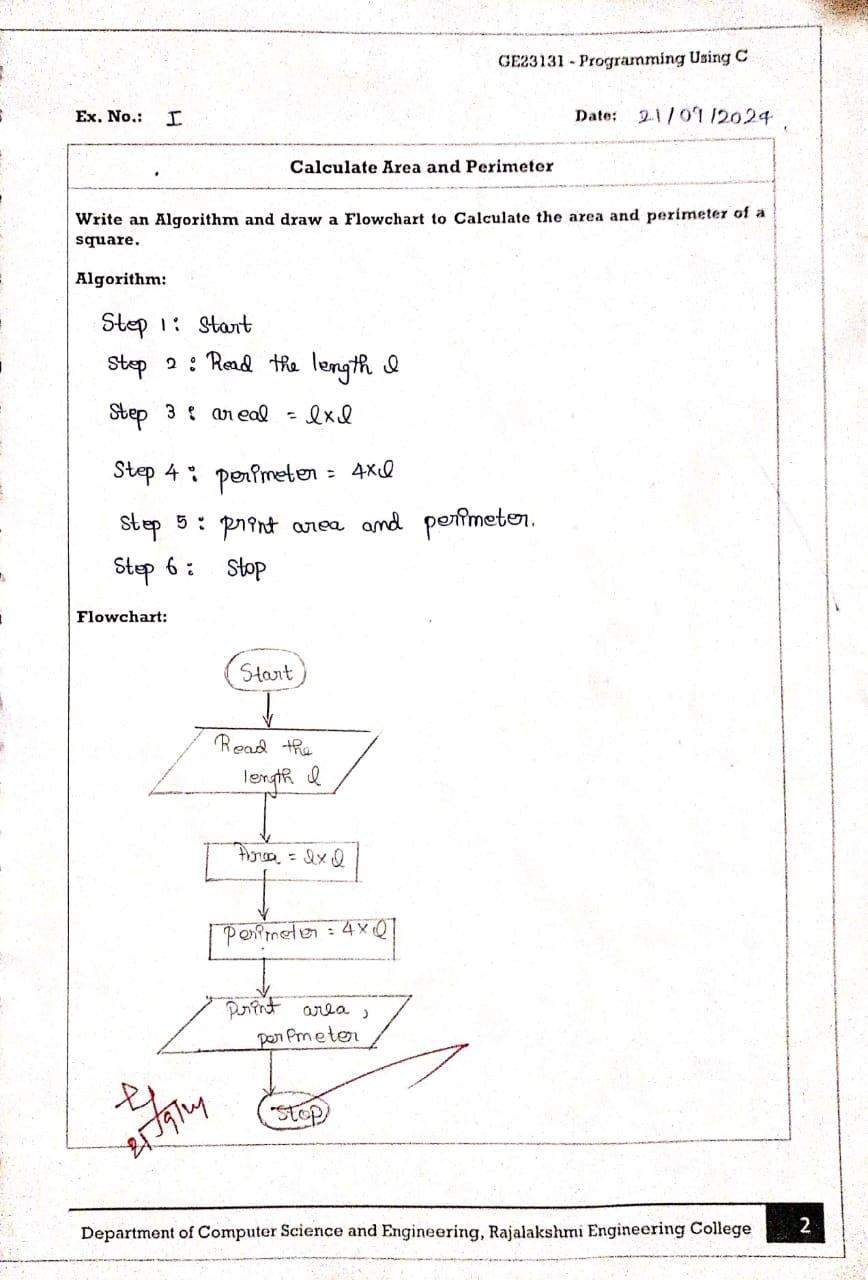 GE23131 - Programming Using C
Ex. No.: I
Date: 21/09/2024
Calculate Area and Perimeter
Write an Algorithm and draw a Flowchart to Calculate the area and perimeter of a
square.
Algorithm:
Step 1: Start
Step 2: Read the length l
Step 3: areal = l×l
Step 4: perimeter = 4×l
Step 5: print area and perimeter.
Step 6: Stop
Flowchart:
Start
Read the
length l
Area = l×l
Perimeter = 4×l
print area,
perimeter
Stop
Department of Computer Science and Engineering, Rajalakshmi Engineering College
2